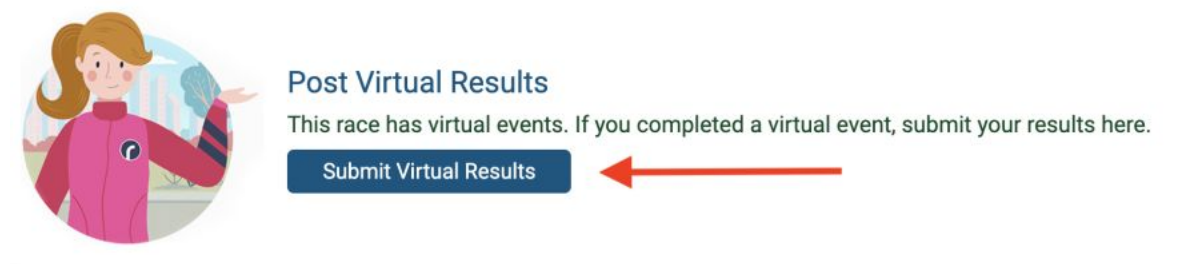 Post Virtual Results
This race has virtual events. If you completed a virtual event, submit your results here.
Submit Virtual Results